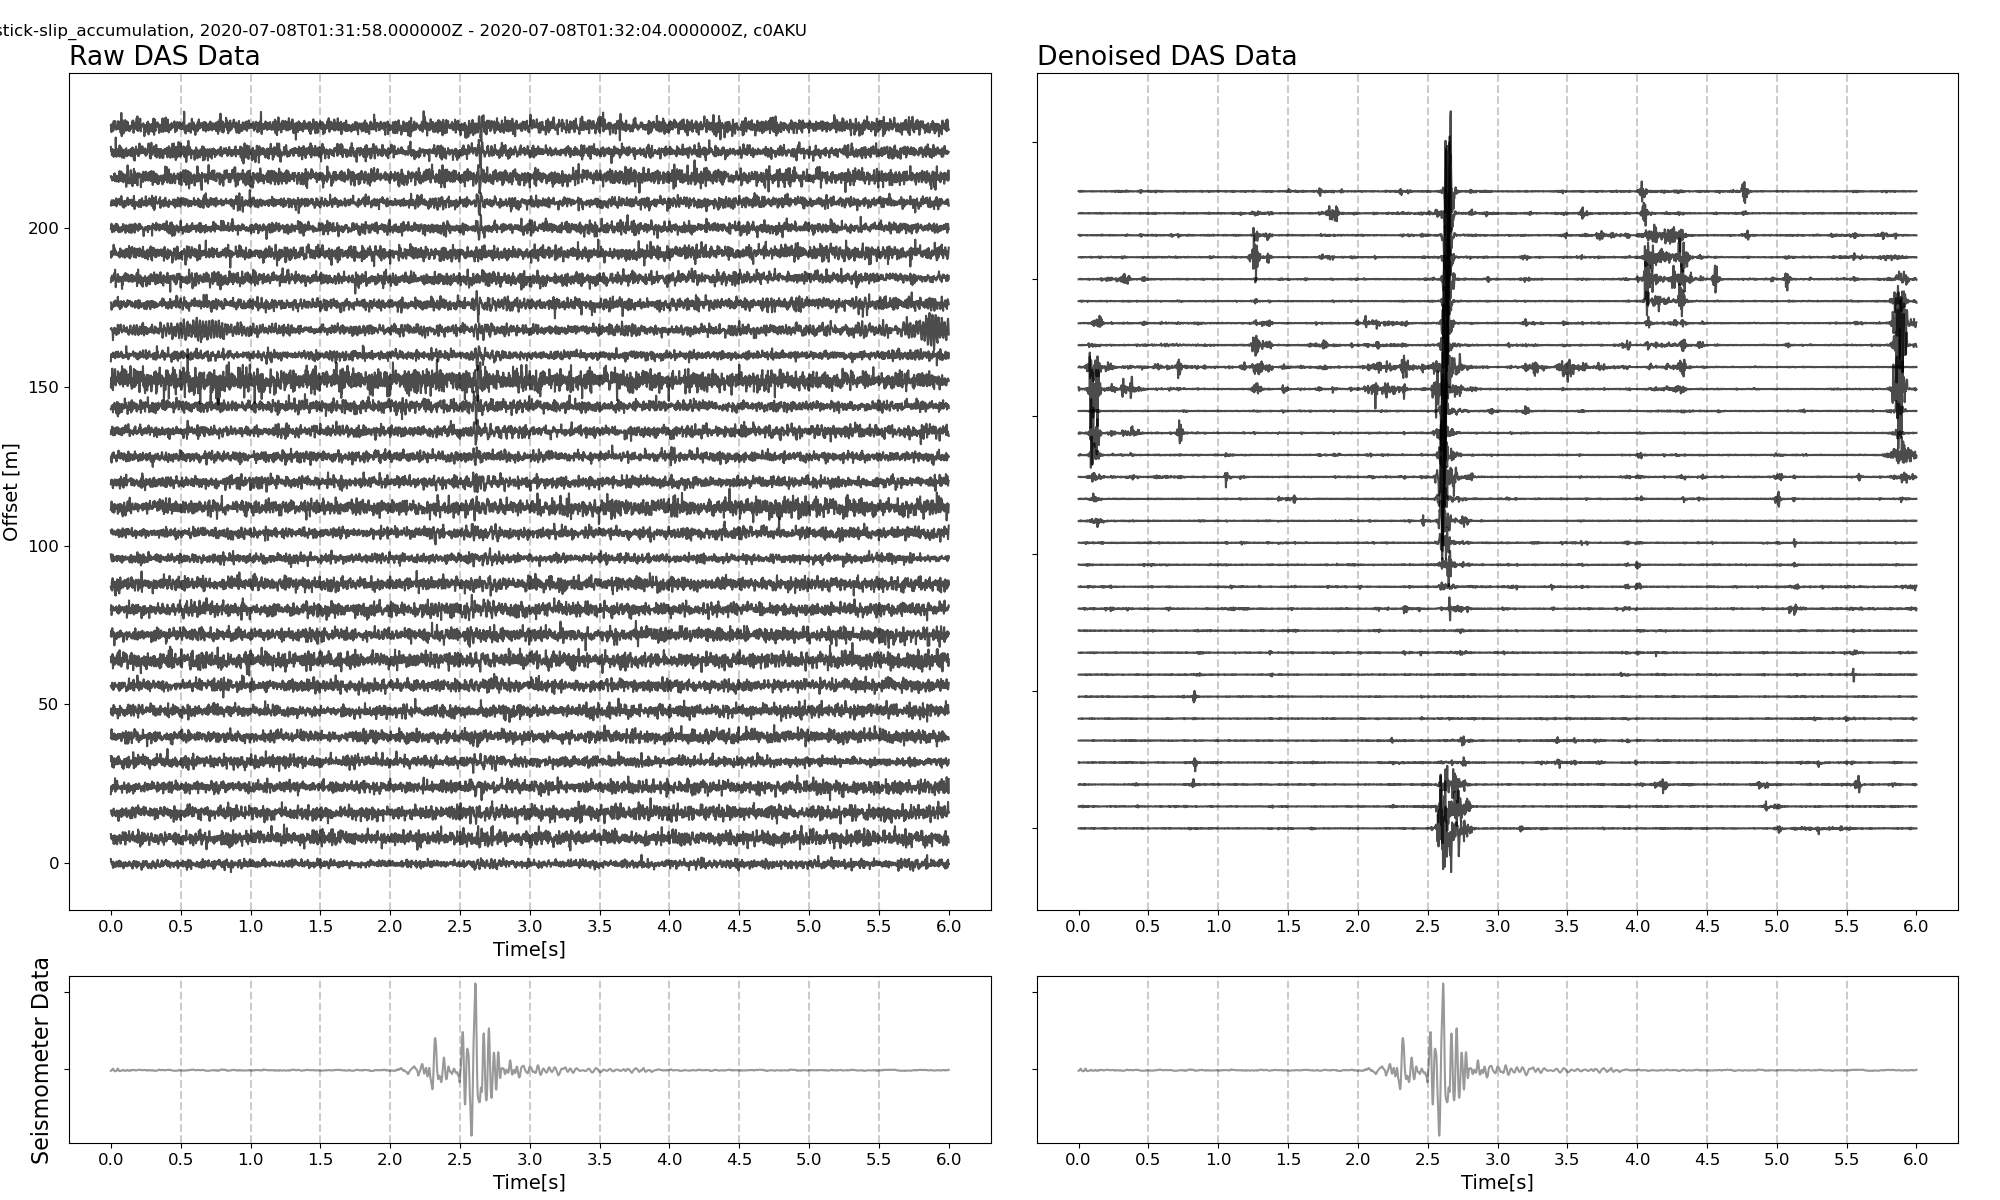 stick-slip_accumulation, 2020-07-08T01:31:58.000000Z - 2020-07-08T01:32:04.000000Z, c0AKU
Raw DAS Data
Denoised DAS Data
Offset [m]
200
150
100
50
0
0.0 0.5 1.0 1.5 2.0 2.5 3.0 3.5 4.0 4.5 5.0 5.5 6.0
Time[s]
0.0 0.5 1.0 1.5 2.0 2.5 3.0 3.5 4.0 4.5 5.0 5.5 6.0
Seismometer Data
0.0 0.5 1.0 1.5 2.0 2.5 3.0 3.5 4.0 4.5 5.0 5.5 6.0
Time[s]
0.0 0.5 1.0 1.5 2.0 2.5 3.0 3.5 4.0 4.5 5.0 5.5 6.0
Time[s]